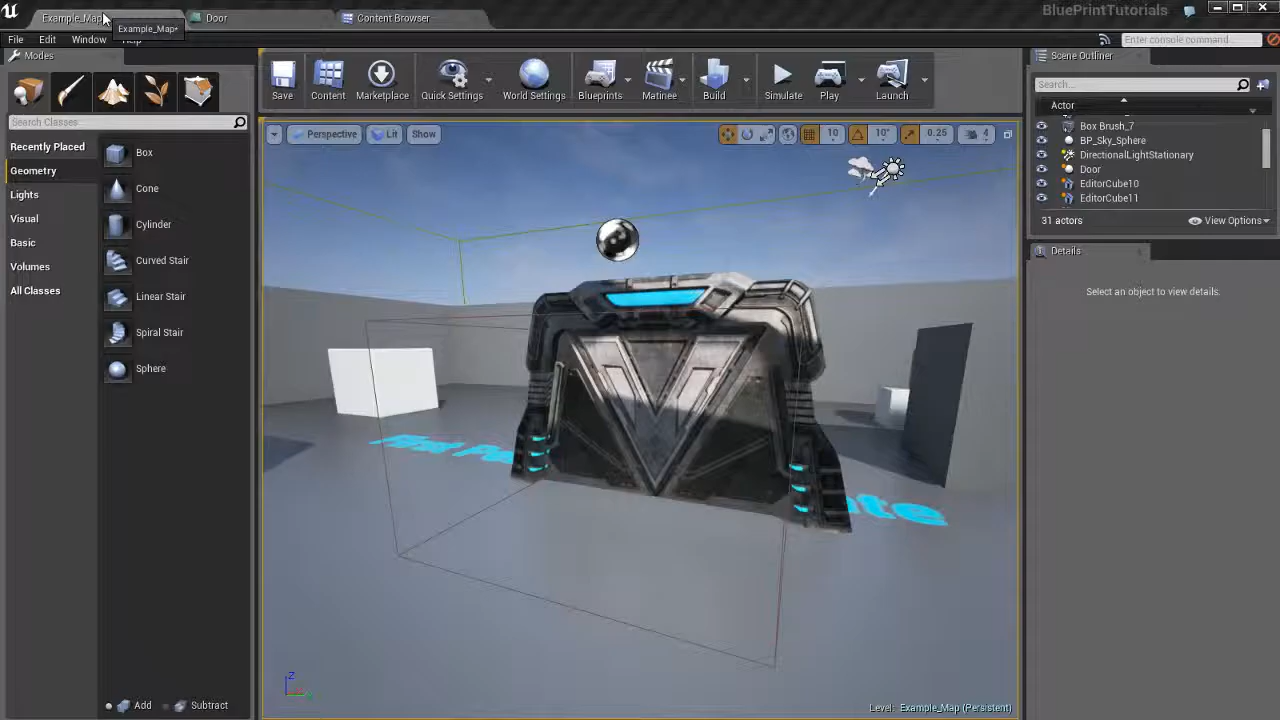 Example_Map
Door
Content Browser
BluePrintTutorials
Example_Map*
File Edit Window Help
Enter console command
Modes
Save
Content
Marketplace
Quick Settings
World Settings
Blueprints
Matinee
Build
Simulate
Play
Launch
Scene Outliner
Search...
Actor
Box Brush_7
BP_Sky_Sphere
DirectionalLightStationary
Door
EditorCube10
EditorCube11
31 actors
View Options
Search Classes...
Recently Played
Geometry
Lights
Visual
Basic
Volumes
All Classes
Box
Cone
Cylinder
Curved Stair
Linear Stair
Spiral Stair
Sphere
Add
Subtract
Perspective
Lit
Show
10
10°
0.25
4
Details
Select an object to view details.
Z
Level: Example_Map (Persistent)